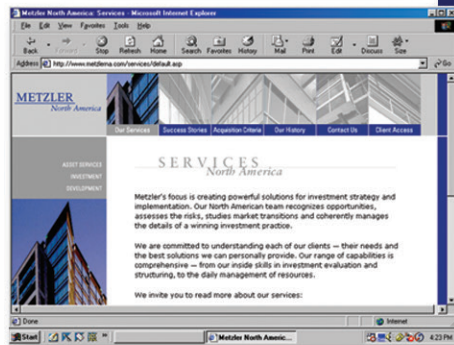 Metzler North America: Services - Microsoft Internet Explorer
File Edit View Favorites Tools Help
Back Forward Stop Refresh Home Search Favorites History Mail Print Edit Discuss Size
Address http://www.metzlerna.com/services/default.asp Go
METZLER
North America
Our Services Success Stories Acquisition Criteria Our History Contact Us Client Access
ASSET SERVICES
INVESTMENT
DEVELOPMENT
SERVICES
North America
Metzler's focus is creating powerful solutions for investment strategy and
implementation. Our North American team recognizes opportunities,
assesses the risks, studies market transitions and coherently manages
the details of a winning investment practice.
We are committed to understanding each of our clients — their needs and
the best solutions we can personally provide. Our range of capabilities is
comprehensive — from our inside skills in investment evaluation and
structuring, to the daily management of resources.
We invite you to read more about our services:
Done Internet
Start Metzler North Americ... 4:23 PM